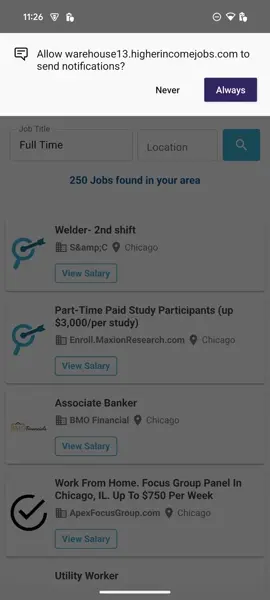 11:26
Allow warehouse13.higherincomejobs.com to
send notifications?
Never
Always
Job Title
Full Time
Location
250 Jobs found in your area
Welder- 2nd shift
S&amp;C Chicago
View Salary
Part-Time Paid Study Participants (up
$3,000/per study)
Enroll.MaxionResearch.com Chicago
View Salary
Associate Banker
BMO Financial Chicago
View Salary
Work From Home. Focus Group Panel In
Chicago, IL. Up To $750 Per Week
ApexFocusGroup.com Chicago
View Salary
Utility Worker